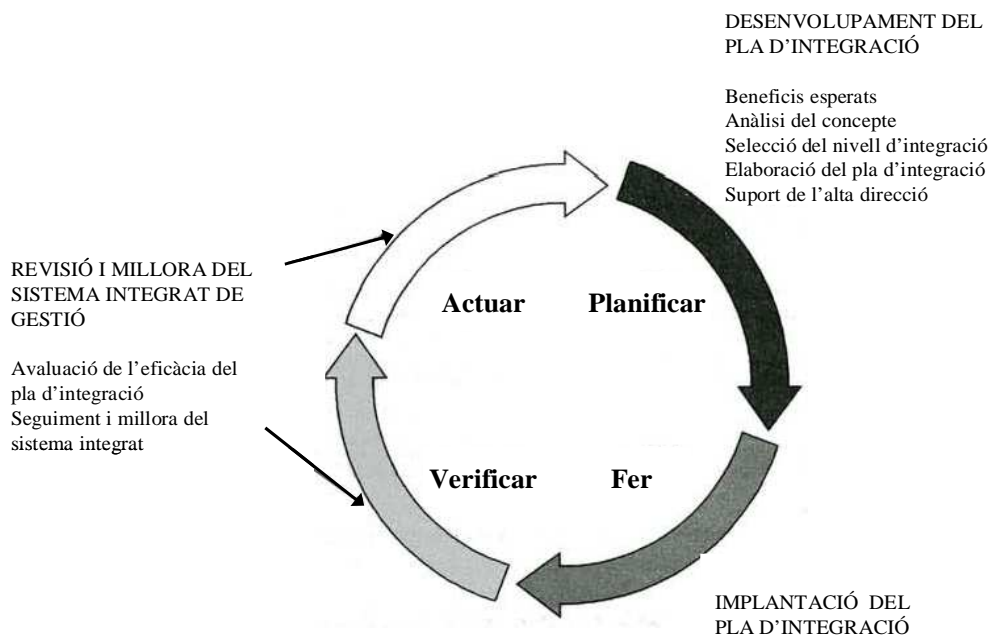 DESENVOLUPAMENT DEL
PLA D'INTEGRACIÓ
Beneficis esperats
Anàlisi del concepte
Selecció del nivell d'integració
Elaboració del pla d'integració
Suport de l'alta direcció
REVISIÓ I MILLORA DEL
SISTEMA INTEGRAT DE
GESTIÓ
Avaluació de l'eficàcia del
pla d'integració
Seguiment i millora del
sistema integrat
Actuar
Planificar
Verificar
Fer
IMPLANTACIÓ DEL
PLA D'INTEGRACIÓ